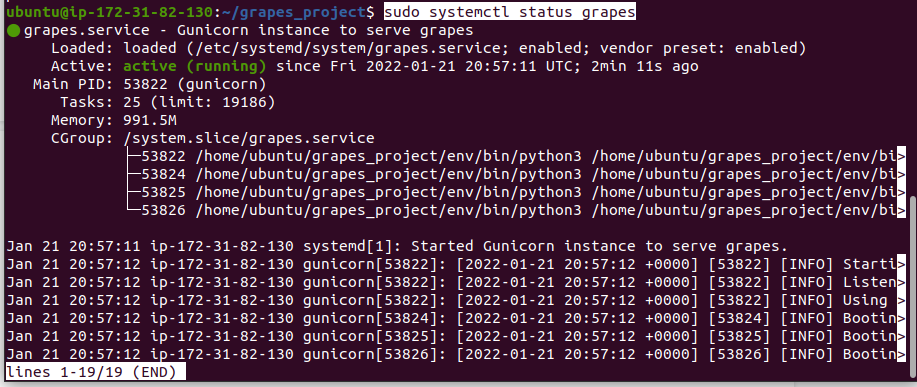 ubuntu@ip-172-31-82-130:~/grapes_project$ sudo systemctl status grapes
● grapes.service - Gunicorn instance to serve grapes
Loaded: loaded (/etc/systemd/system/grapes.service; enabled; vendor preset: enabled)
Active: active (running) since Fri 2022-01-21 20:57:11 UTC; 2min 11s ago
Main PID: 53822 (gunicorn)
Tasks: 25 (limit: 19186)
Memory: 991.5M
CGroup: /system.slice/grapes.service
├─53822 /home/ubuntu/grapes_project/env/bin/python3 /home/ubuntu/grapes_project/env/bi>
├─53824 /home/ubuntu/grapes_project/env/bin/python3 /home/ubuntu/grapes_project/env/bi>
├─53825 /home/ubuntu/grapes_project/env/bin/python3 /home/ubuntu/grapes_project/env/bi>
└─53826 /home/ubuntu/grapes_project/env/bin/python3 /home/ubuntu/grapes_project/env/bi>
Jan 21 20:57:11 ip-172-31-82-130 systemd[1]: Started Gunicorn instance to serve grapes.
Jan 21 20:57:12 ip-172-31-82-130 gunicorn[53822]: [2022-01-21 20:57:12 +0000] [53822] [INFO] Starti>
Jan 21 20:57:12 ip-172-31-82-130 gunicorn[53822]: [2022-01-21 20:57:12 +0000] [53822] [INFO] Listen>
Jan 21 20:57:12 ip-172-31-82-130 gunicorn[53822]: [2022-01-21 20:57:12 +0000] [53822] [INFO] Using >
Jan 21 20:57:12 ip-172-31-82-130 gunicorn[53824]: [2022-01-21 20:57:12 +0000] [53824] [INFO] Bootin>
Jan 21 20:57:12 ip-172-31-82-130 gunicorn[53825]: [2022-01-21 20:57:12 +0000] [53825] [INFO] Bootin>
Jan 21 20:57:12 ip-172-31-82-130 gunicorn[53826]: [2022-01-21 20:57:12 +0000] [53826] [INFO] Bootin>
lines 1-19/19 (END)